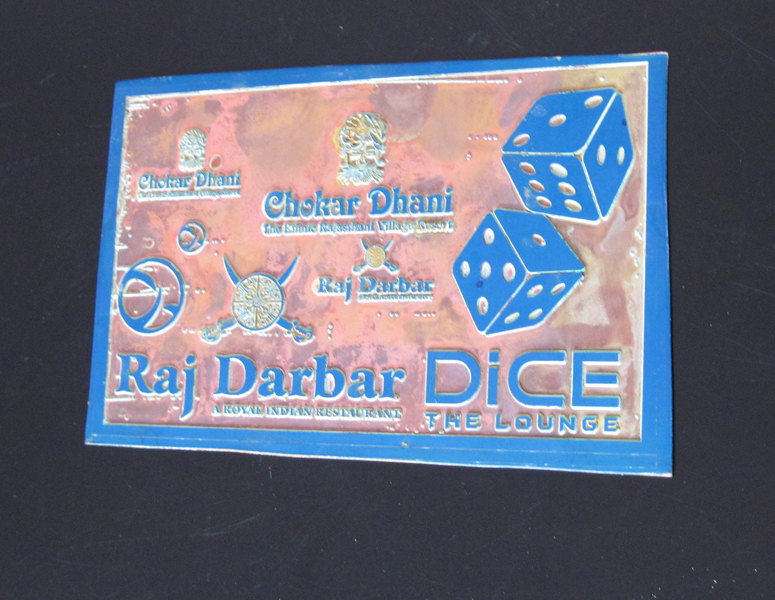 Chokar Dhani
Chokar Dhani
The Ethnic Rajasthani Village Resort
Raj Darbar
Raj Darbar
A ROYAL INDIAN RESTAURANT
DiCE
THE LOUNGE